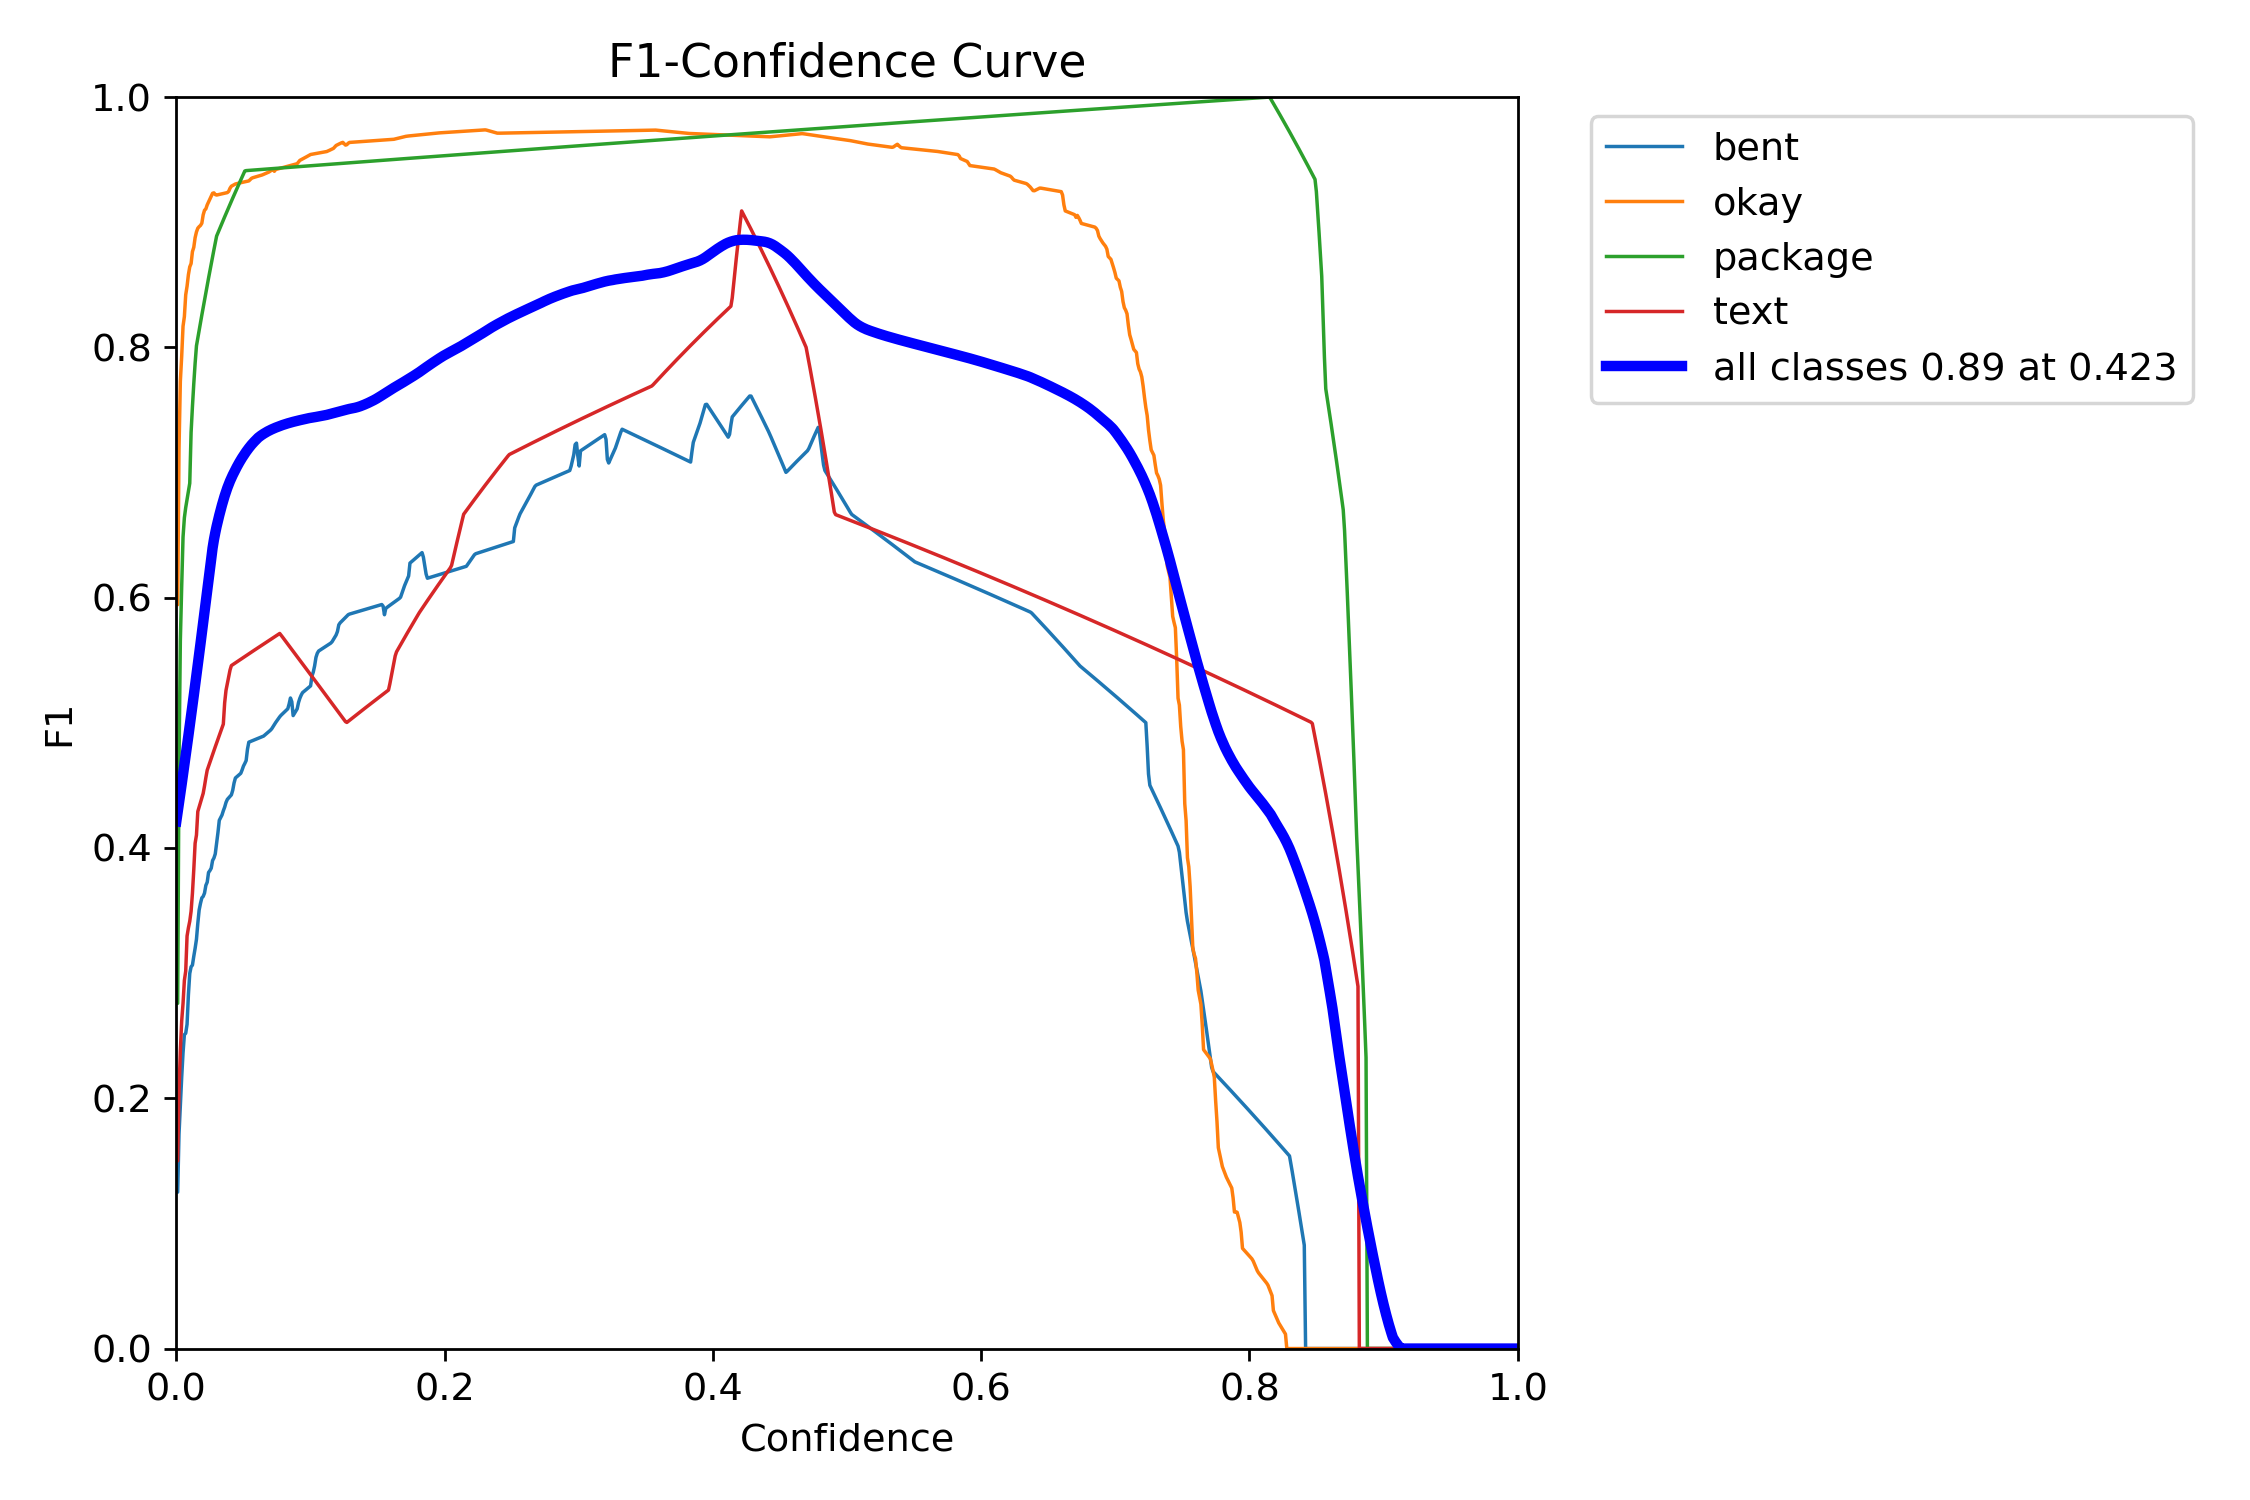 F1-Confidence Curve
1.0
0.8
0.6
0.4
0.2
0.0
F1
0.0 0.2 0.4 0.6 0.8 1.0
Confidence
bent
okay
package
text
all classes 0.89 at 0.423